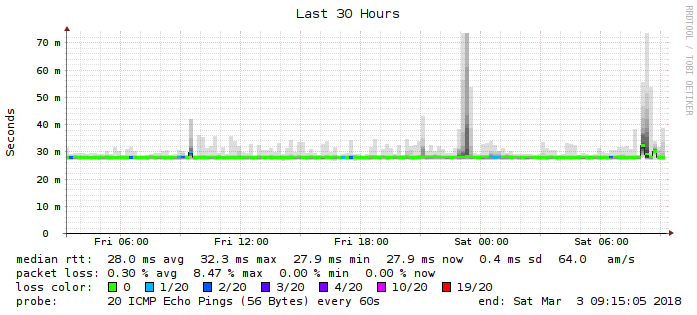 Last 30 Hours
RRDTOOL / TOBI OETIKER
Seconds
70 m
60 m
50 m
40 m
30 m
20 m
10 m
0
Fri 06:00 Fri 12:00 Fri 18:00 Sat 00:00 Sat 06:00
median rtt: 28.0 ms avg 32.3 ms max 27.9 ms min 27.9 ms now 0.4 ms sd 64.0 am/s
packet loss: 0.30 % avg 8.47 % max 0.00 % min 0.00 % now
loss color: 0 1/20 2/20 3/20 4/20 10/20 19/20
probe: 20 ICMP Echo Pings (56 Bytes) every 60s end: Sat Mar 3 09:15:05 2018